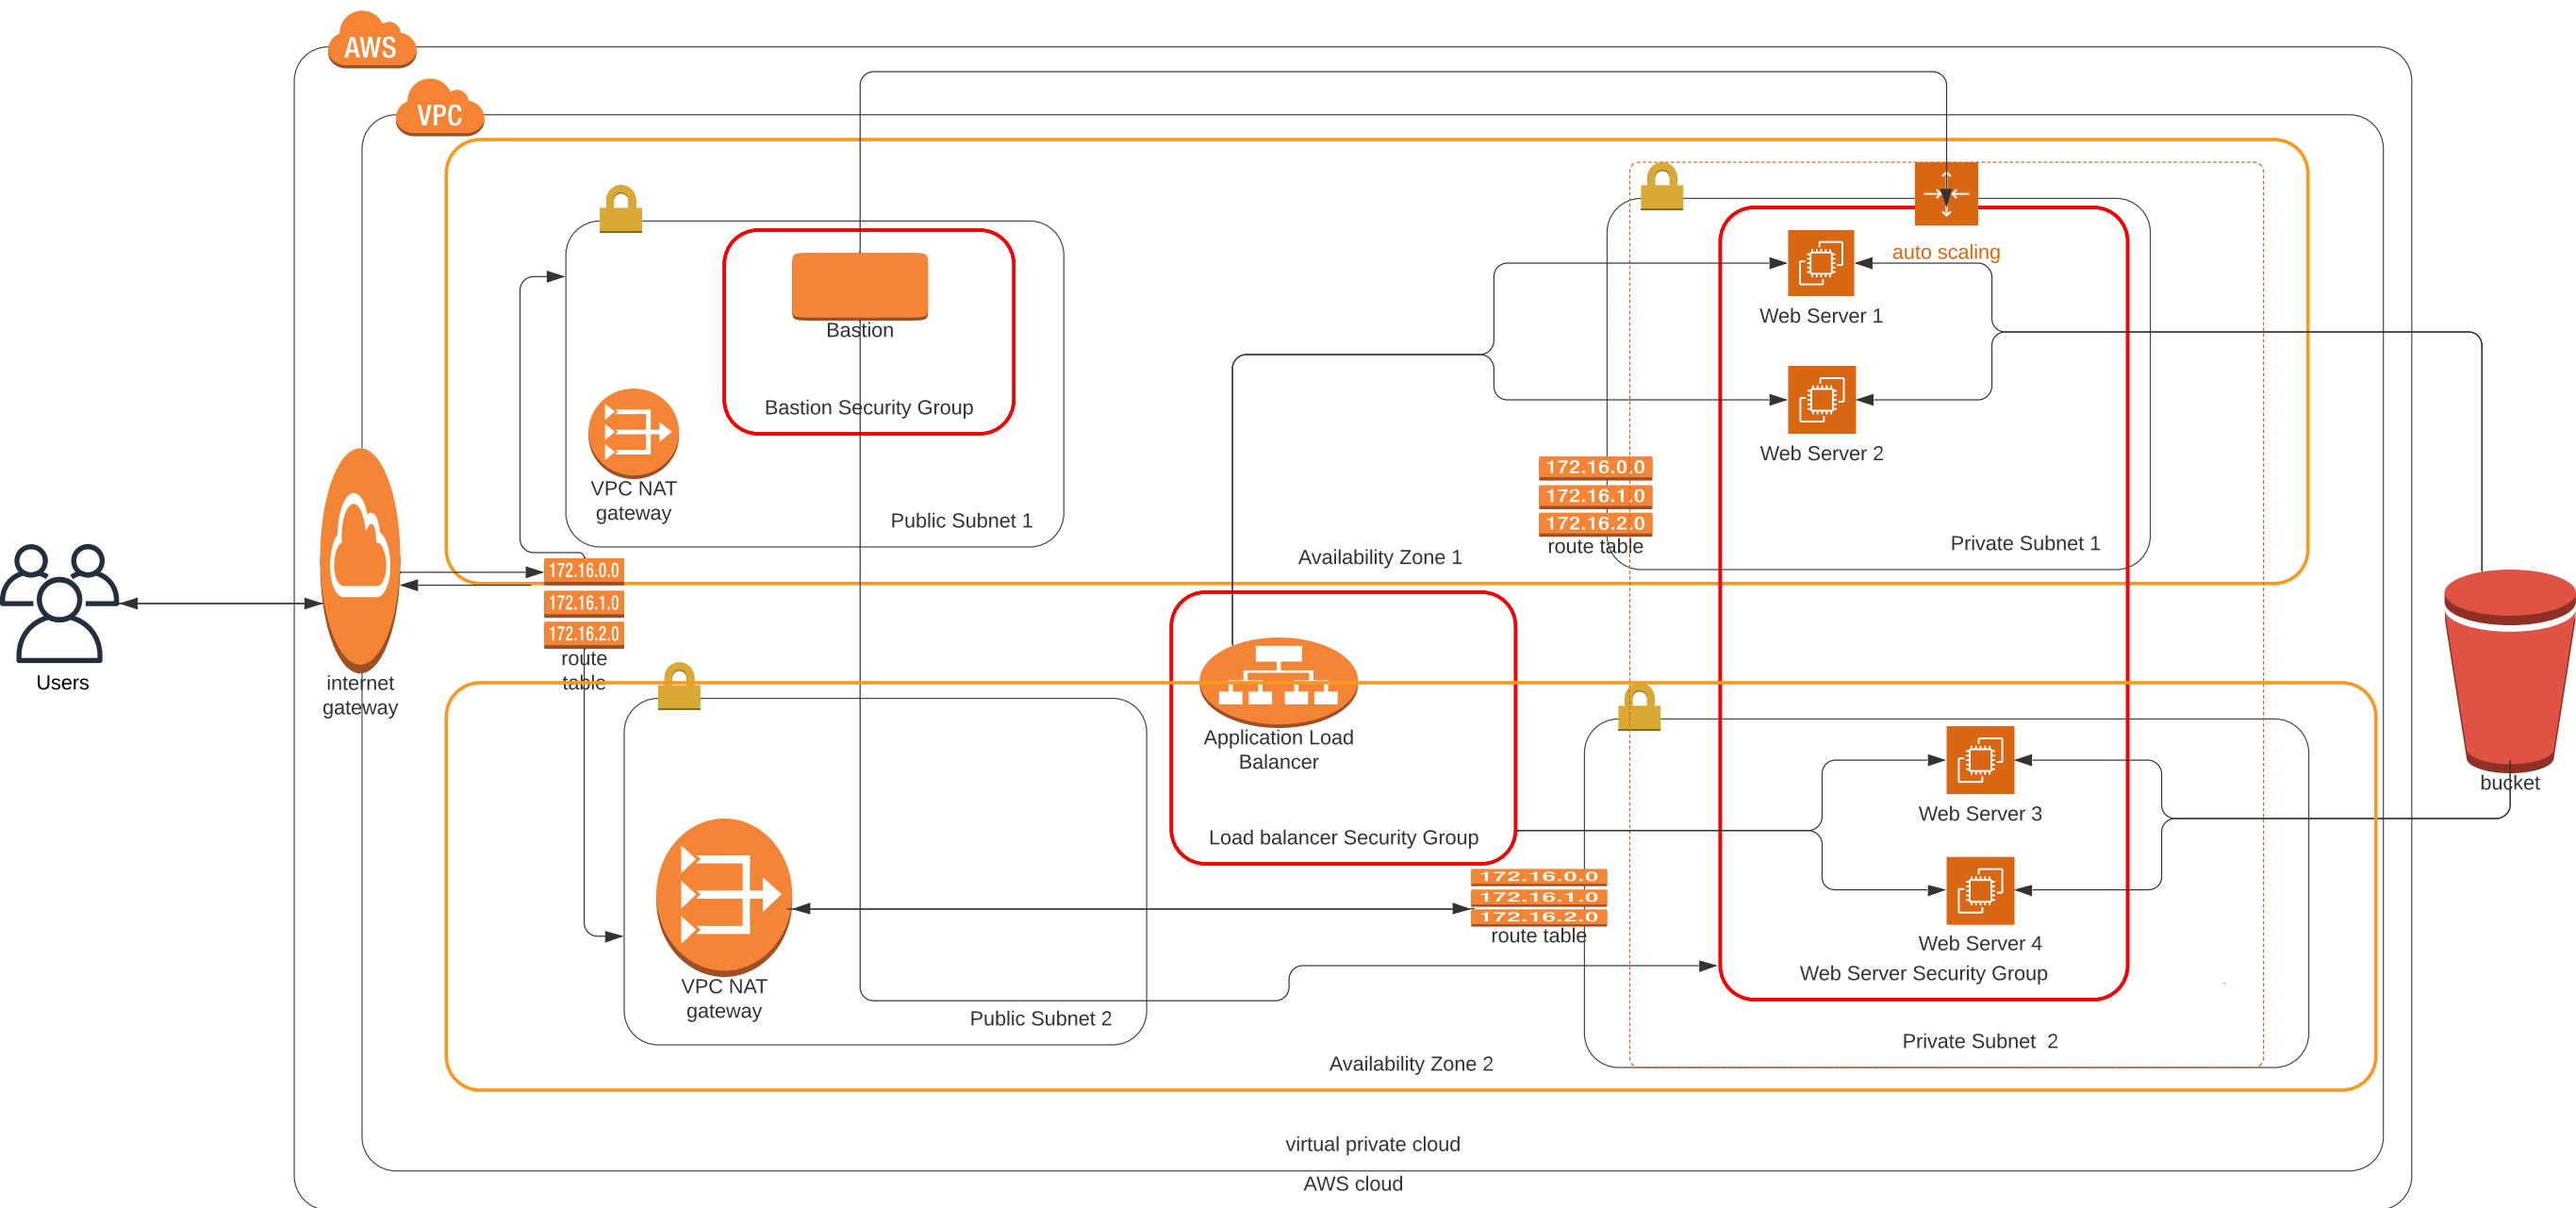 AWS
VPC
auto scaling
Web Server 1
Bastion
Bastion Security Group
Web Server 2
172.16.0.0
172.16.1.0
172.16.2.0
route table
VPC NAT
gateway
Public Subnet 1
Private Subnet 1
Availability Zone 1
172.16.0.0
172.16.1.0
172.16.2.0
route
table
Users
internet
gateway
Application Load
Balancer
Load balancer Security Group
bucket
Web Server 3
172.16.0.0
172.16.1.0
172.16.2.0
route table
Web Server 4
Web Server Security Group
VPC NAT
gateway
Public Subnet 2
Private Subnet  2
Availability Zone 2
virtual private cloud
AWS cloud